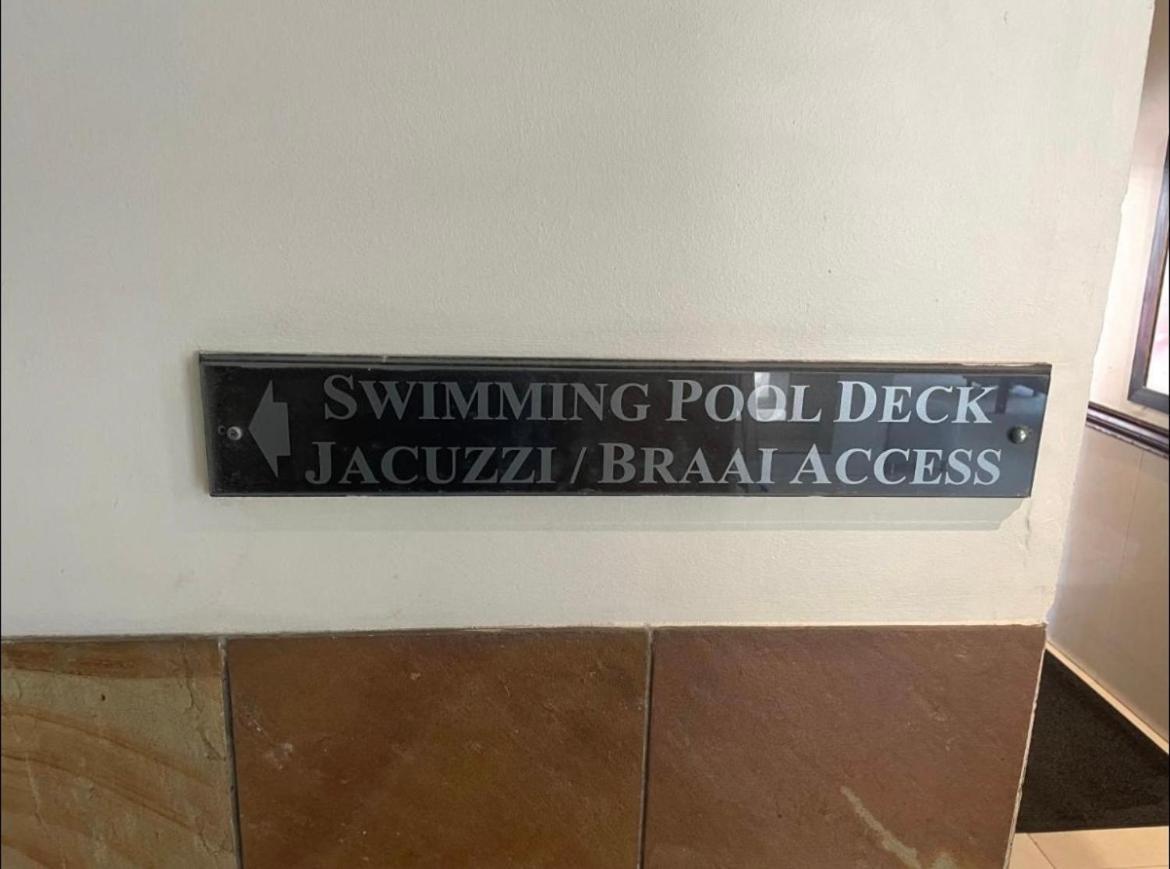 SWIMMING POOL DECK
JACUZZI / BRAAI ACCESS